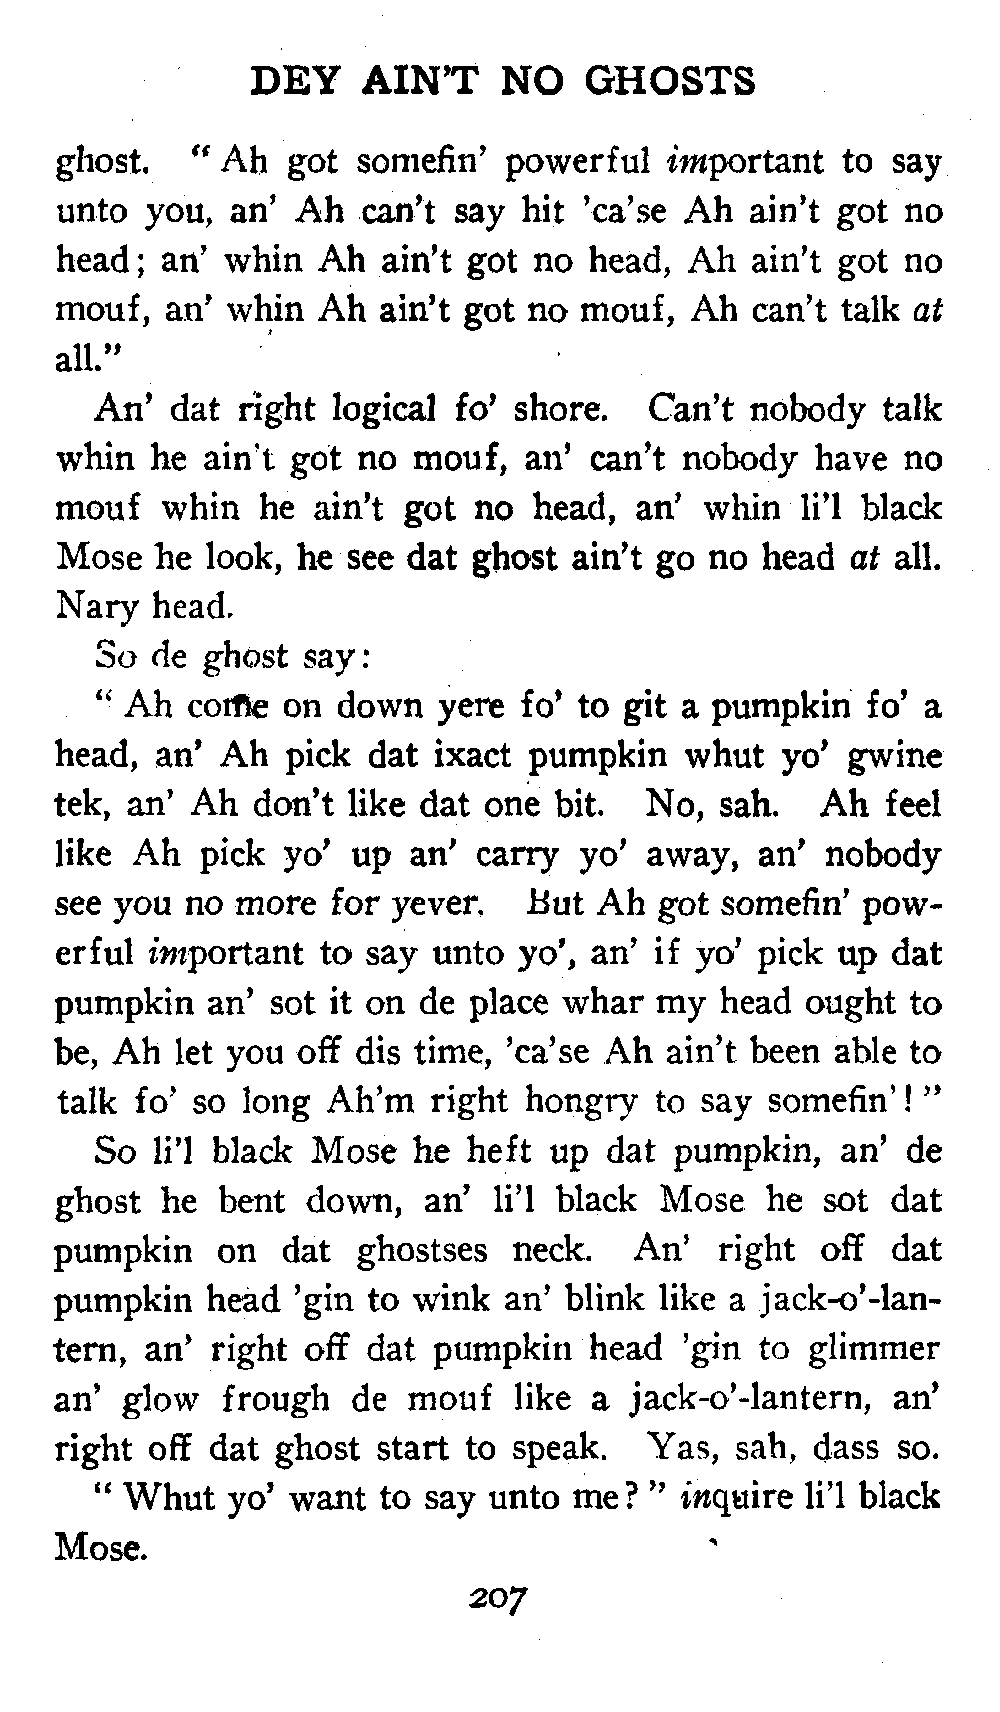 DEY AIN'T NO GHOSTS
ghost. " Ah got somefin' powerful important to say
unto you, an' Ah can't say hit 'ca'se Ah ain't got no
head; an' whin Ah ain't got no head, Ah ain't got no
mouf, an' whin Ah ain't got no mouf, Ah can't talk at
all."
An' dat right logical fo' shore. Can't nobody talk
whin he ain't got no mouf, an' can't nobody have no
mouf whin he ain't got no head, an' whin li'l black
Mose he look, he see dat ghost ain't go no head at all.
Nary head.
So de ghost say:
" Ah come on down yere fo' to git a pumpkin fo' a
head, an' Ah pick dat ixact pumpkin whut yo' gwine
tek, an' Ah don't like dat one bit. No, sah. Ah feel
like Ah pick yo' up an' carry yo' away, an' nobody
see you no more for yever. But Ah got somefin' pow-
erful important to say unto yo', an' if yo' pick up dat
pumpkin an' sot it on de place whar my head ought to
be, Ah let you off dis time, 'ca'se Ah ain't been able to
talk fo' so long Ah'm right hongry to say somefin'! "
So li'l black Mose he heft up dat pumpkin, an' de
ghost he bent down, an' li'l black Mose he sot dat
pumpkin on dat ghostses neck. An' right off dat
pumpkin head 'gin to wink an' blink like a jack-o'-lan-
tern, an' right off dat pumpkin head 'gin to glimmer
an' glow frough de mouf like a jack-o'-lantern, an'
right off dat ghost start to speak. Yas, sah, dass so.
" Whut yo' want to say unto me? " inquire li'l black
Mose.
207